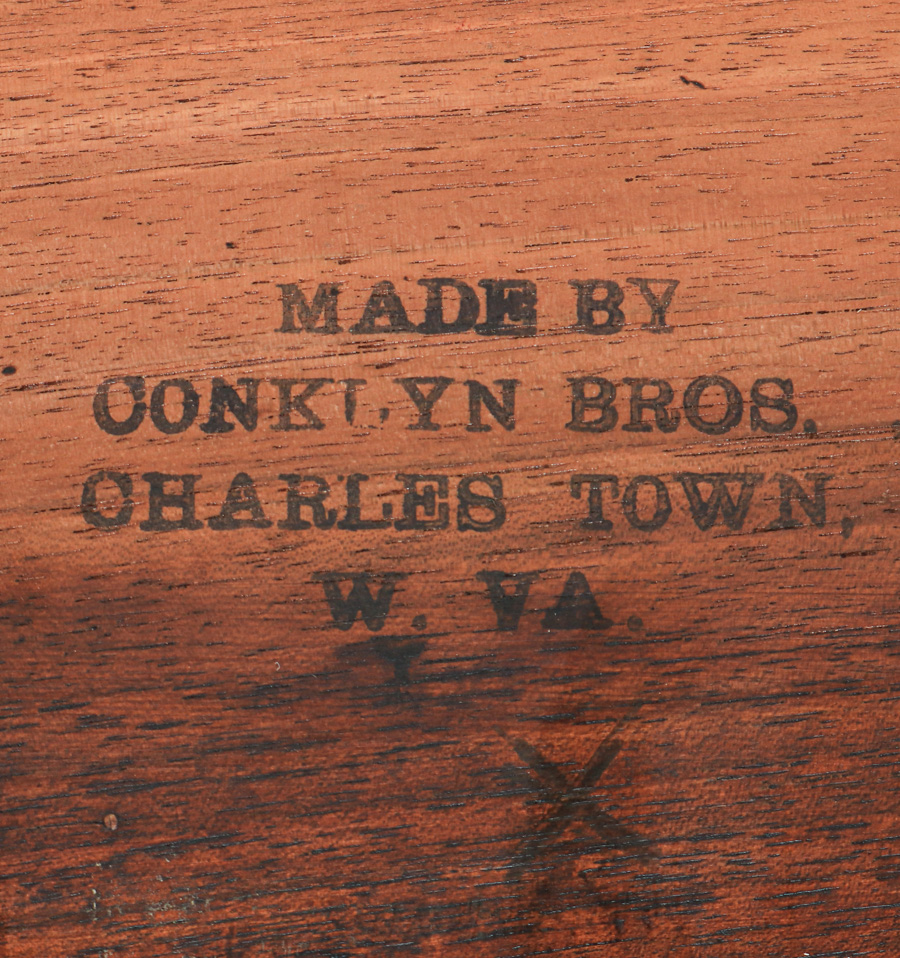 MADE BY
CONKLYN BROS.
CHARLES TOWN,
W. VA.
X